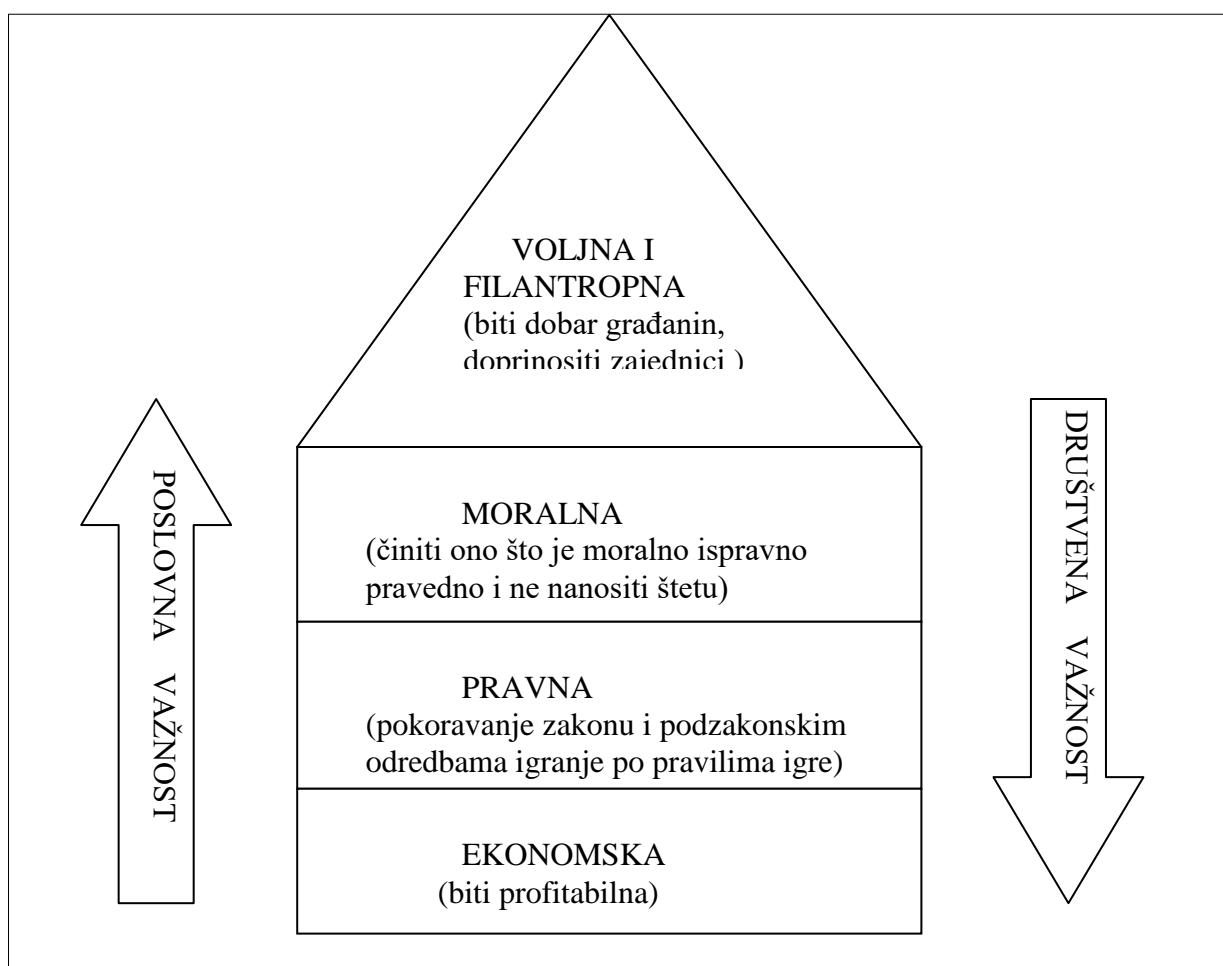 VOLJNA I
FILANTROPNA
(biti dobar građanin,
doprinositi zajednici )
POSLOVNA VAŽNOST
DRUŠTVENA VAŽNOST
MORALNA
(činiti ono što je moralno ispravno
pravedno i ne nanositi štetu)
PRAVNA
(pokoravanje zakonu i podzakonskim
odredbama igranje po pravilima igre)
EKONOMSKA
(biti profitabilna)